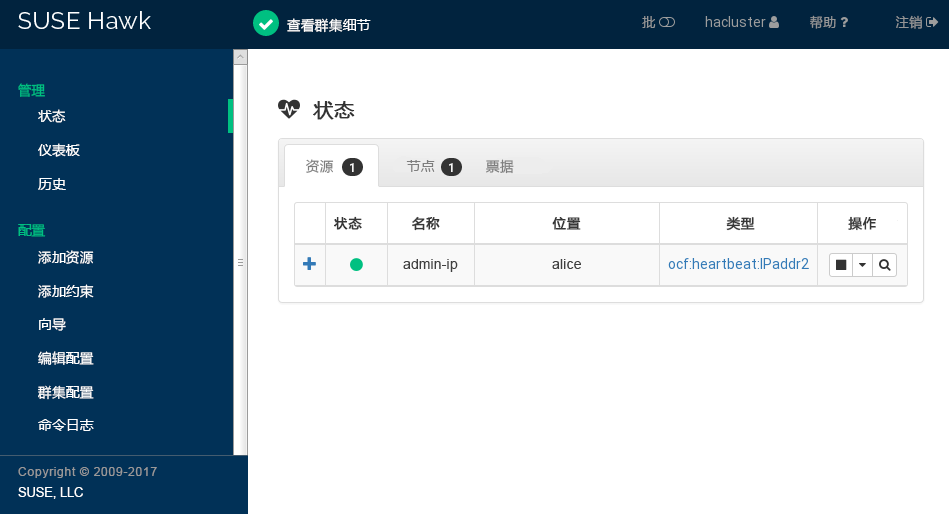 SUSE Hawk
查看群集细节
批
hacluster
帮助 ?
注销
管理
状态
仪表板
历史
配置
添加资源
添加约束
向导
编辑配置
群集配置
命令日志
Copyright © 2009-2017
SUSE, LLC
状态
资源 1 节点 1 票据
状态 名称 位置 类型 操作
admin-ip alice ocf:heartbeat:IPaddr2